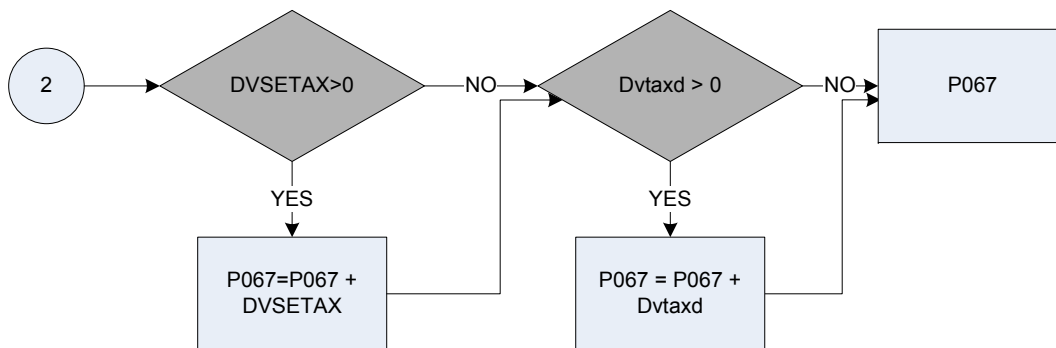 2
DVSETAX>0
NO
Dvtaxd > 0
NO
P067
YES
YES
P067=P067 +
DVSETAX
P067 = P067 +
Dvtaxd